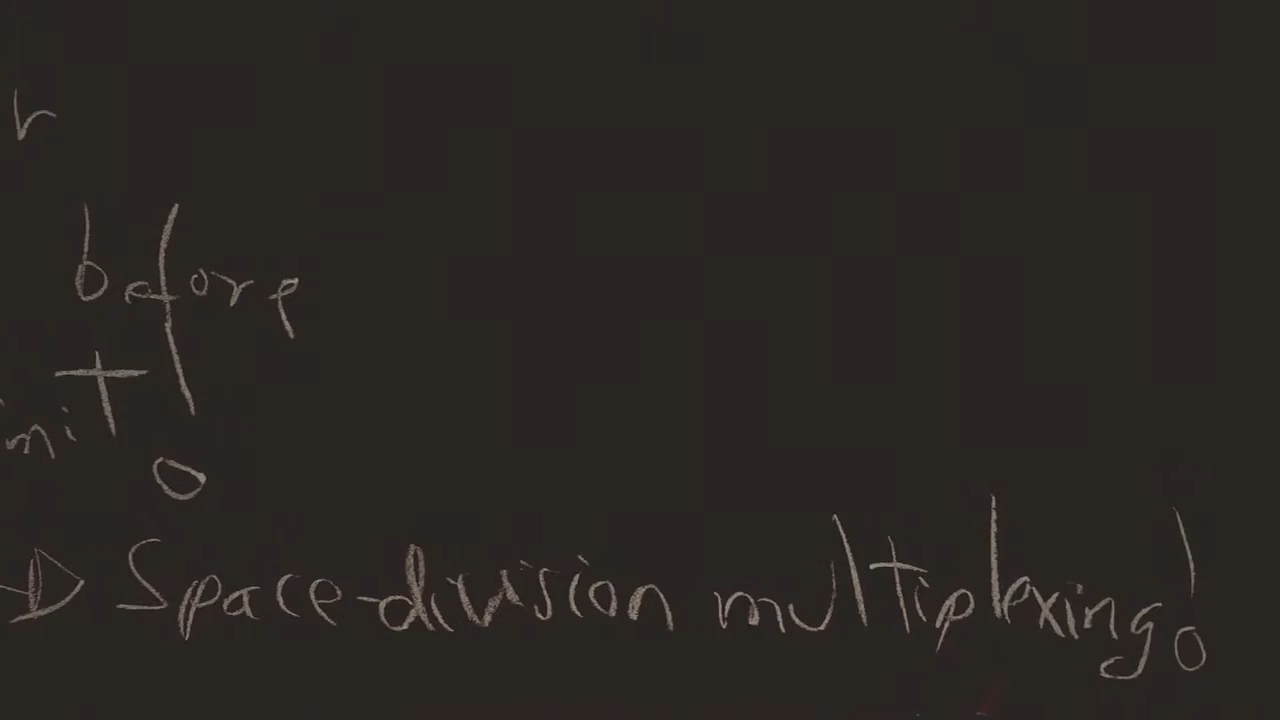 r
before
mit
→ Space-division multiplexing!